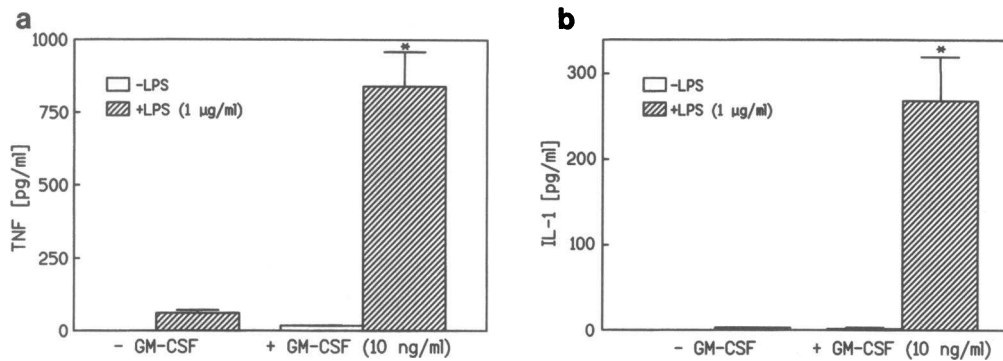 a
1000
750
500
250
0
TNF [pg/ml]
-LPS
+LPS (1 µg/ml)
*
- GM-CSF
+ GM-CSF (10 ng/ml)
b
300
200
100
0
IL-1 [pg/ml]
-LPS
+LPS (1 µg/ml)
*
- GM-CSF
+ GM-CSF (10 ng/ml)